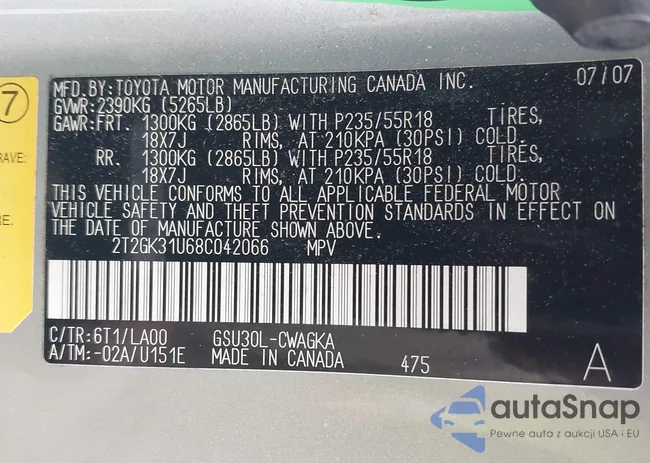 MFD.BY:TOYOTA MOTOR MANUFACTURING CANADA INC. 07/07
GVWR:2390KG (5265LB)
GAWR:FRT. 1300KG (2865LB) WITH P235/55R18 TIRES,
18X7J RIMS, AT 210KPA (30PSI) COLD.
RR. 1300KG (2865LB) WITH P235/55R18 TIRES,
18X7J RIMS, AT 210KPA (30PSI) COLD.
THIS VEHICLE CONFORMS TO ALL APPLICABLE FEDERAL MOTOR
VEHICLE SAFETY AND THEFT PREVENTION STANDARDS IN EFFECT ON
THE DATE OF MANUFACTURE SHOWN ABOVE.
2T2GK31U68C042066 MPV
C/TR:6T1/LA00 GSU30L-CWAGKA
A/TM:-02A/U151E MADE IN CANADA 475 A
7
RAVE:
RE.
autaSnap
Pewne auta z aukcji USA i EU